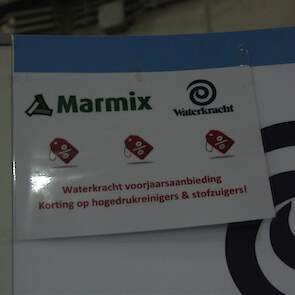 Marmix
Waterkracht
% % %
Waterkracht voorjaarsaanbieding
Korting op hogedrukreinigers & stofzuigers!